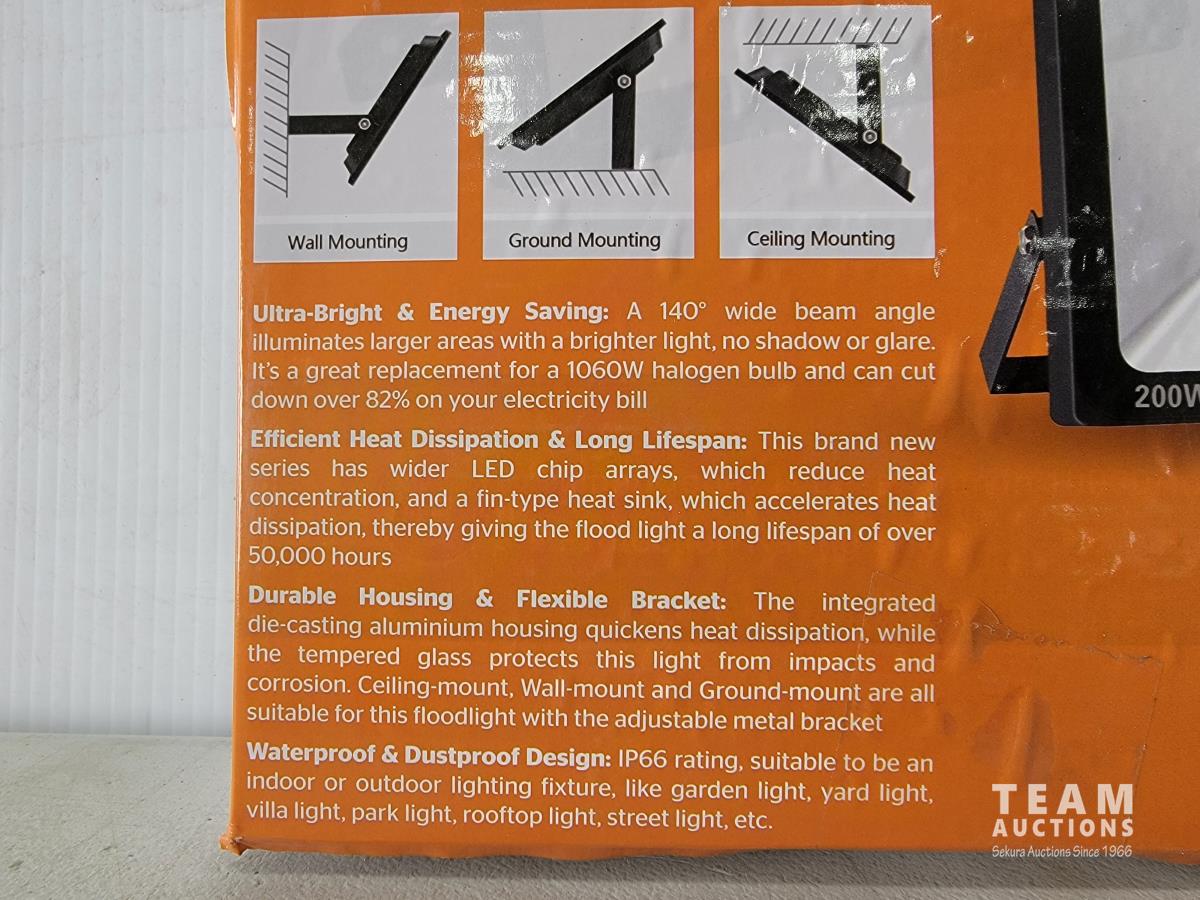 Wall Mounting
Ground Mounting
Ceiling Mounting
200W
Ultra-Bright & Energy Saving: A 140° wide beam angle
illuminates larger areas with a brighter light, no shadow or glare.
It's a great replacement for a 1060W halogen bulb and can cut
down over 82% on your electricity bill
Efficient Heat Dissipation & Long Lifespan: This brand new
series has wider LED chip arrays, which reduce heat
concentration, and a fin-type heat sink, which accelerates heat
dissipation, thereby giving the flood light a long lifespan of over
50,000 hours
Durable Housing & Flexible Bracket: The integrated
die-casting aluminium housing quickens heat dissipation, while
the tempered glass protects this light from impacts and
corrosion. Ceiling-mount, Wall-mount and Ground-mount are all
suitable for this floodlight with the adjustable metal bracket
Waterproof & Dustproof Design: IP66 rating, suitable to be an
indoor or outdoor lighting fixture, like garden light, yard light,
villa light, park light, rooftop light, street light, etc.
TEAM
AUCTIONS
Sekura Auctions Since 1966